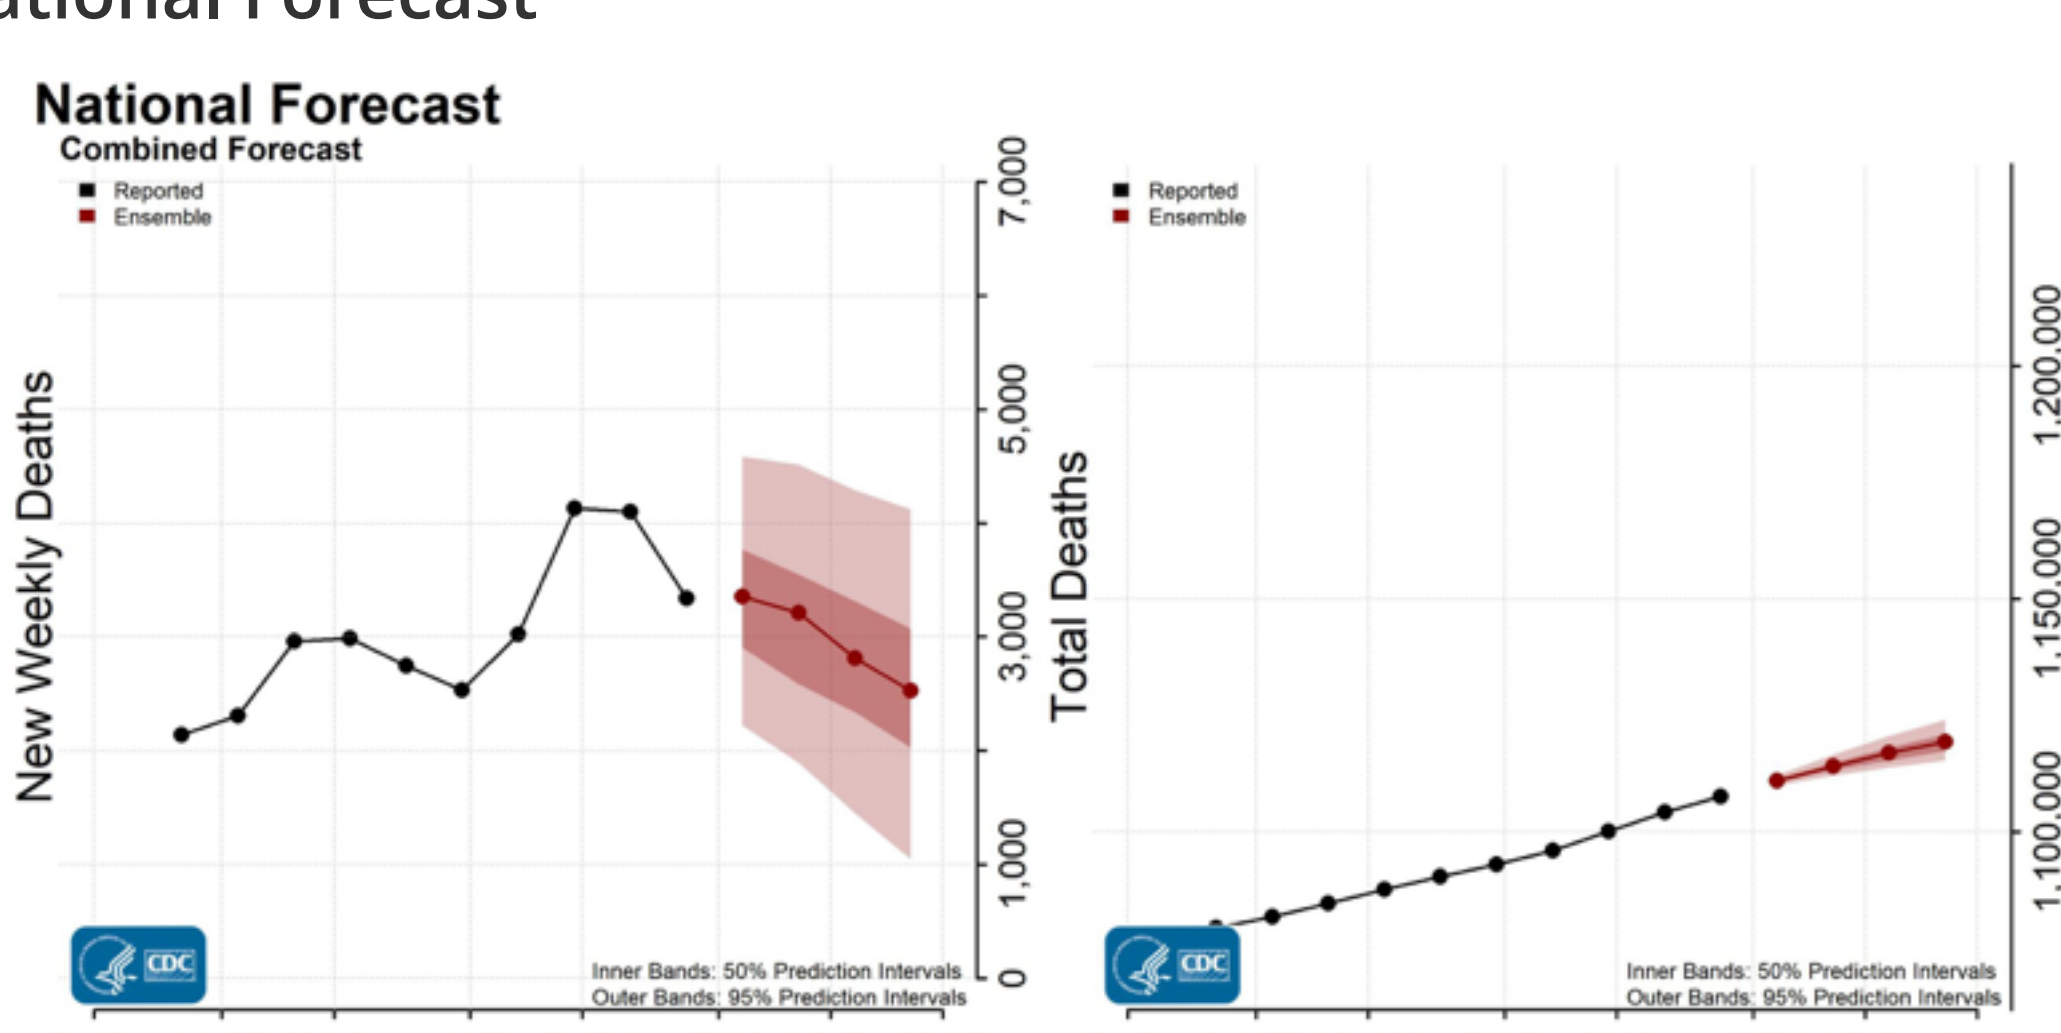 National Forecast
Combined Forecast
Reported
Ensemble
New Weekly Deaths
7,000
5,000
3,000
1,000
0
CDC
Inner Bands: 50% Prediction Intervals
Outer Bands: 95% Prediction Intervals
Reported
Ensemble
Total Deaths
1,200,000
1,150,000
1,100,000
CDC
Inner Bands: 50% Prediction Intervals
Outer Bands: 95% Prediction Intervals